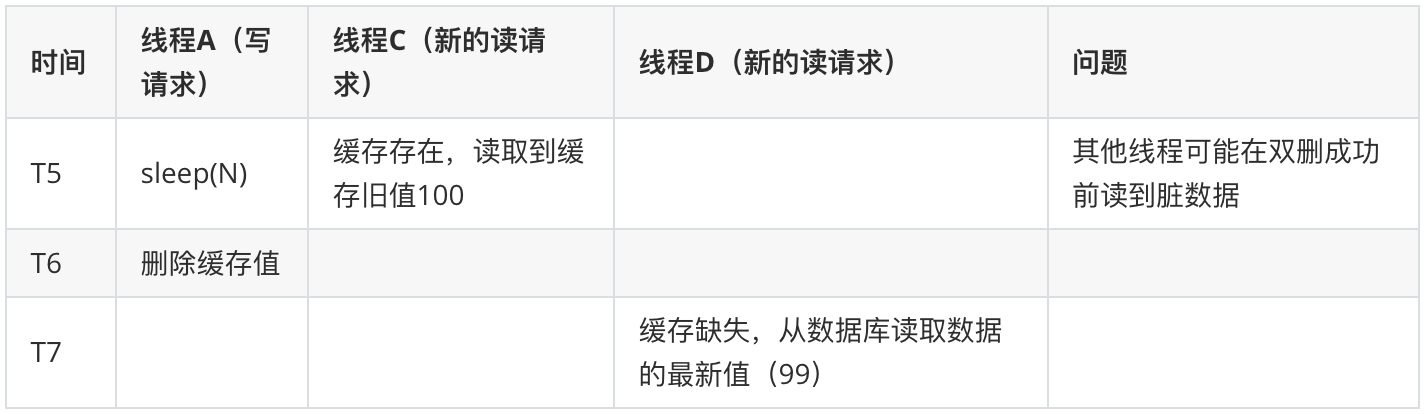 时间
线程A（写
请求）
线程C（新的读请
求）
线程D（新的读请求）
问题
T5
sleep(N)
缓存存在，读取到缓
存旧值100
其他线程可能在双删成功
前读到脏数据
T6
删除缓存值
T7
缓存缺失，从数据库读取数据
的最新值（99）